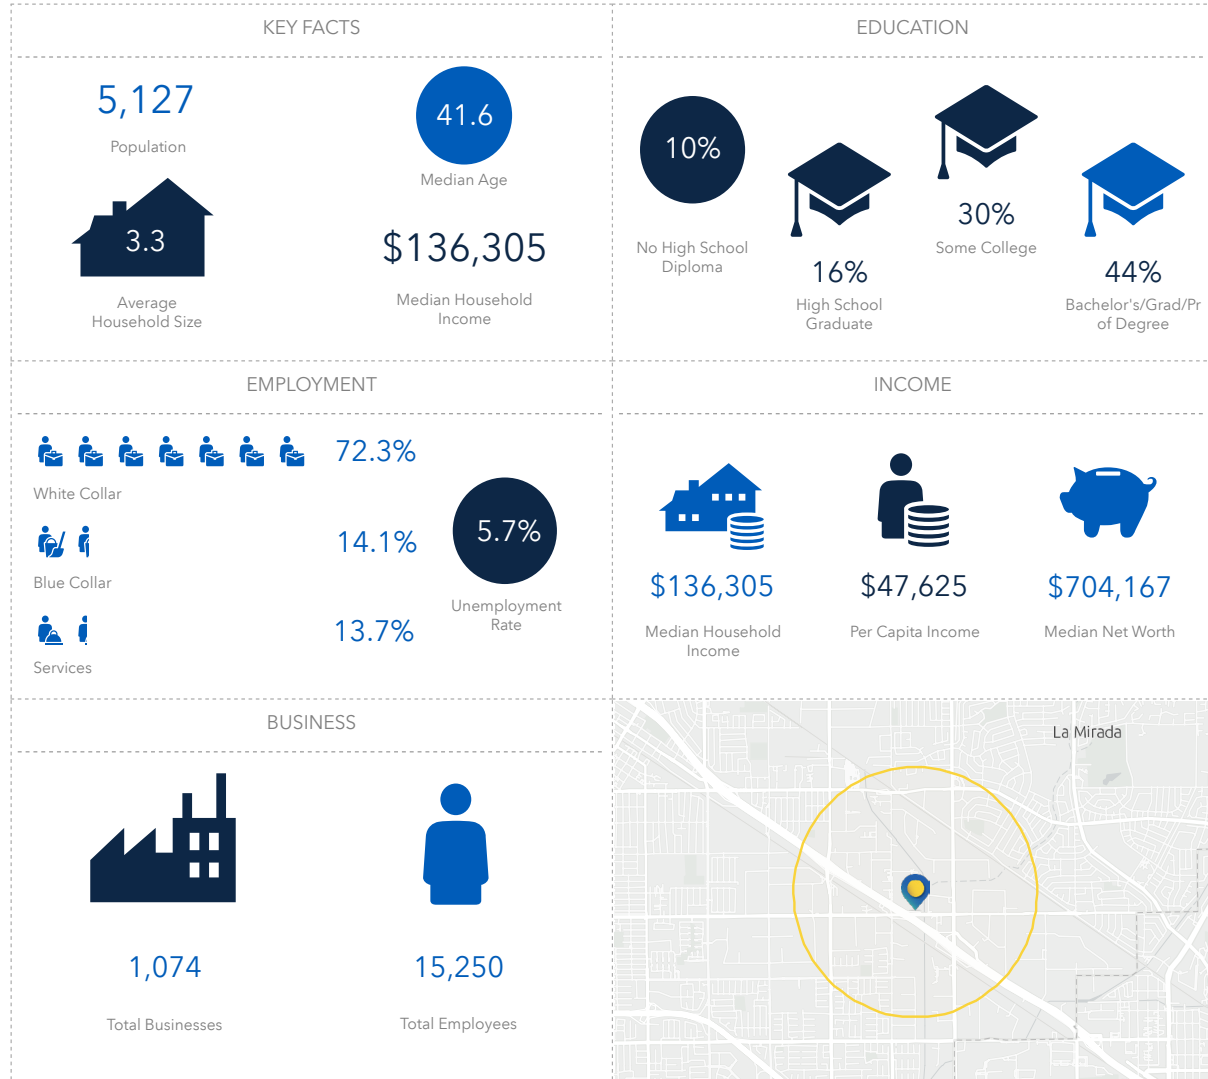 KEY FACTS
5,127
Population
41.6
Median Age
3.3
Average
Household Size
$136,305
Median Household
Income
EDUCATION
10%
No High School
Diploma
16%
High School
Graduate
30%
Some College
44%
Bachelor's/Grad/Pr
of Degree
EMPLOYMENT
72.3%
White Collar
14.1%
Blue Collar
13.7%
Services
5.7%
Unemployment
Rate
INCOME
$136,305
Median Household
Income
$47,625
Per Capita Income
$704,167
Median Net Worth
BUSINESS
1,074
Total Businesses
15,250
Total Employees
La Mirada